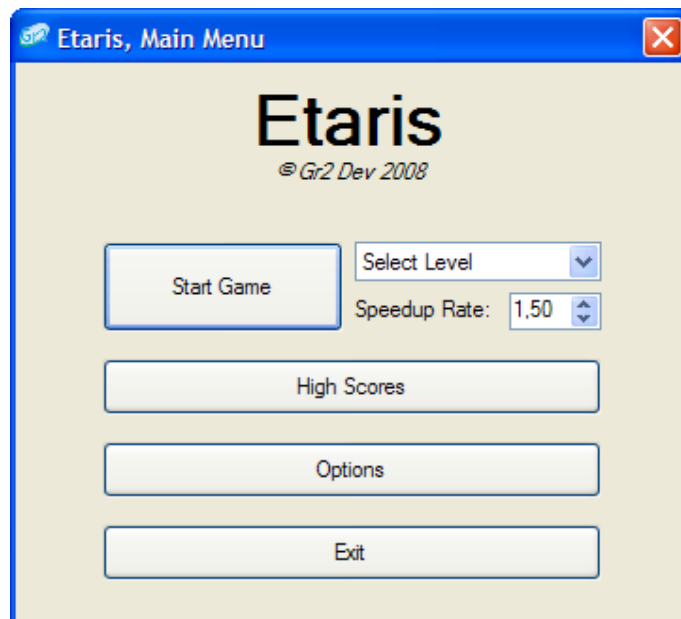 Etaris, Main Menu
Etaris
© Gr2 Dev 2008
Start Game
Select Level
Speedup Rate: 1,50
High Scores
Options
Exit